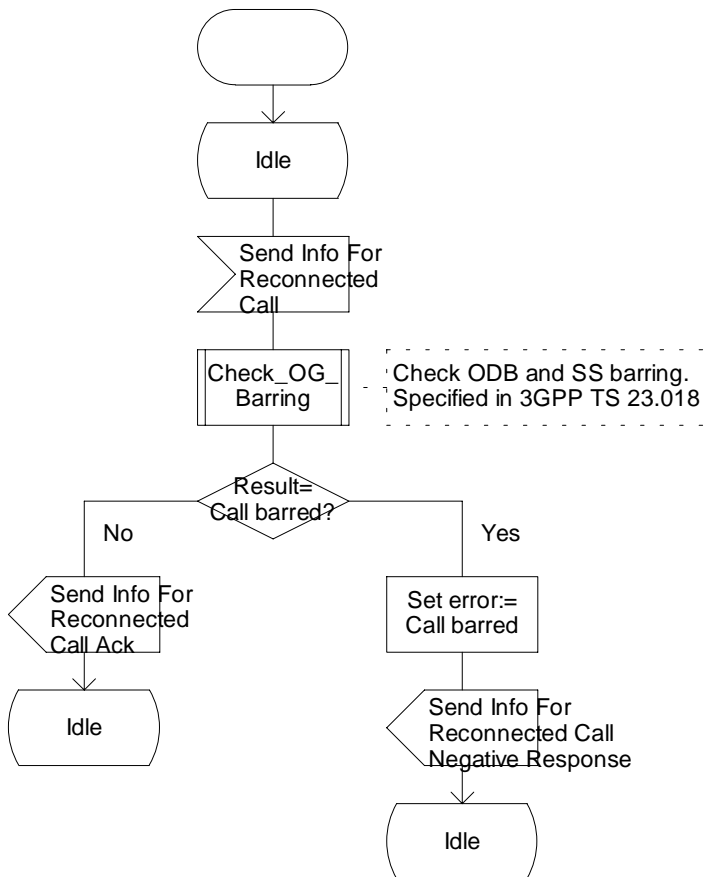 Idle
Send Info For
Reconnected
Call
Check_OG_
Barring
Check ODB and SS barring.
Specified in 3GPP TS 23.018
Result=
Call barred?
No
Yes
Send Info For
Reconnected
Call Ack
Set error:=
Call barred
Idle
Send Info For
Reconnected Call
Negative Response
Idle